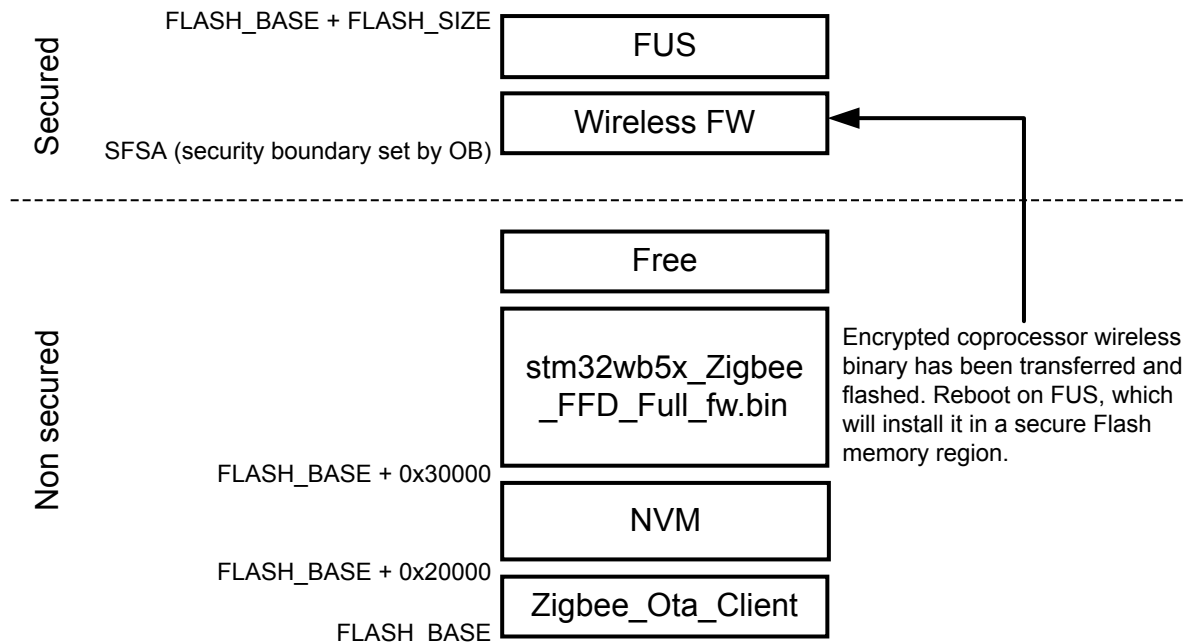 FLASH_BASE + FLASH_SIZE
FUS
Secured
Wireless FW
SFSA (security boundary set by OB)
Free
Non secured
stm32wb5x_Zigbee
_FFD_Full_fw.bin
Encrypted coprocessor wireless
binary has been transferred and
flashed. Reboot on FUS, which
will install it in a secure Flash
memory region.
FLASH_BASE + 0x30000
NVM
FLASH_BASE + 0x20000
Zigbee_Ota_Client
FLASH_BASE